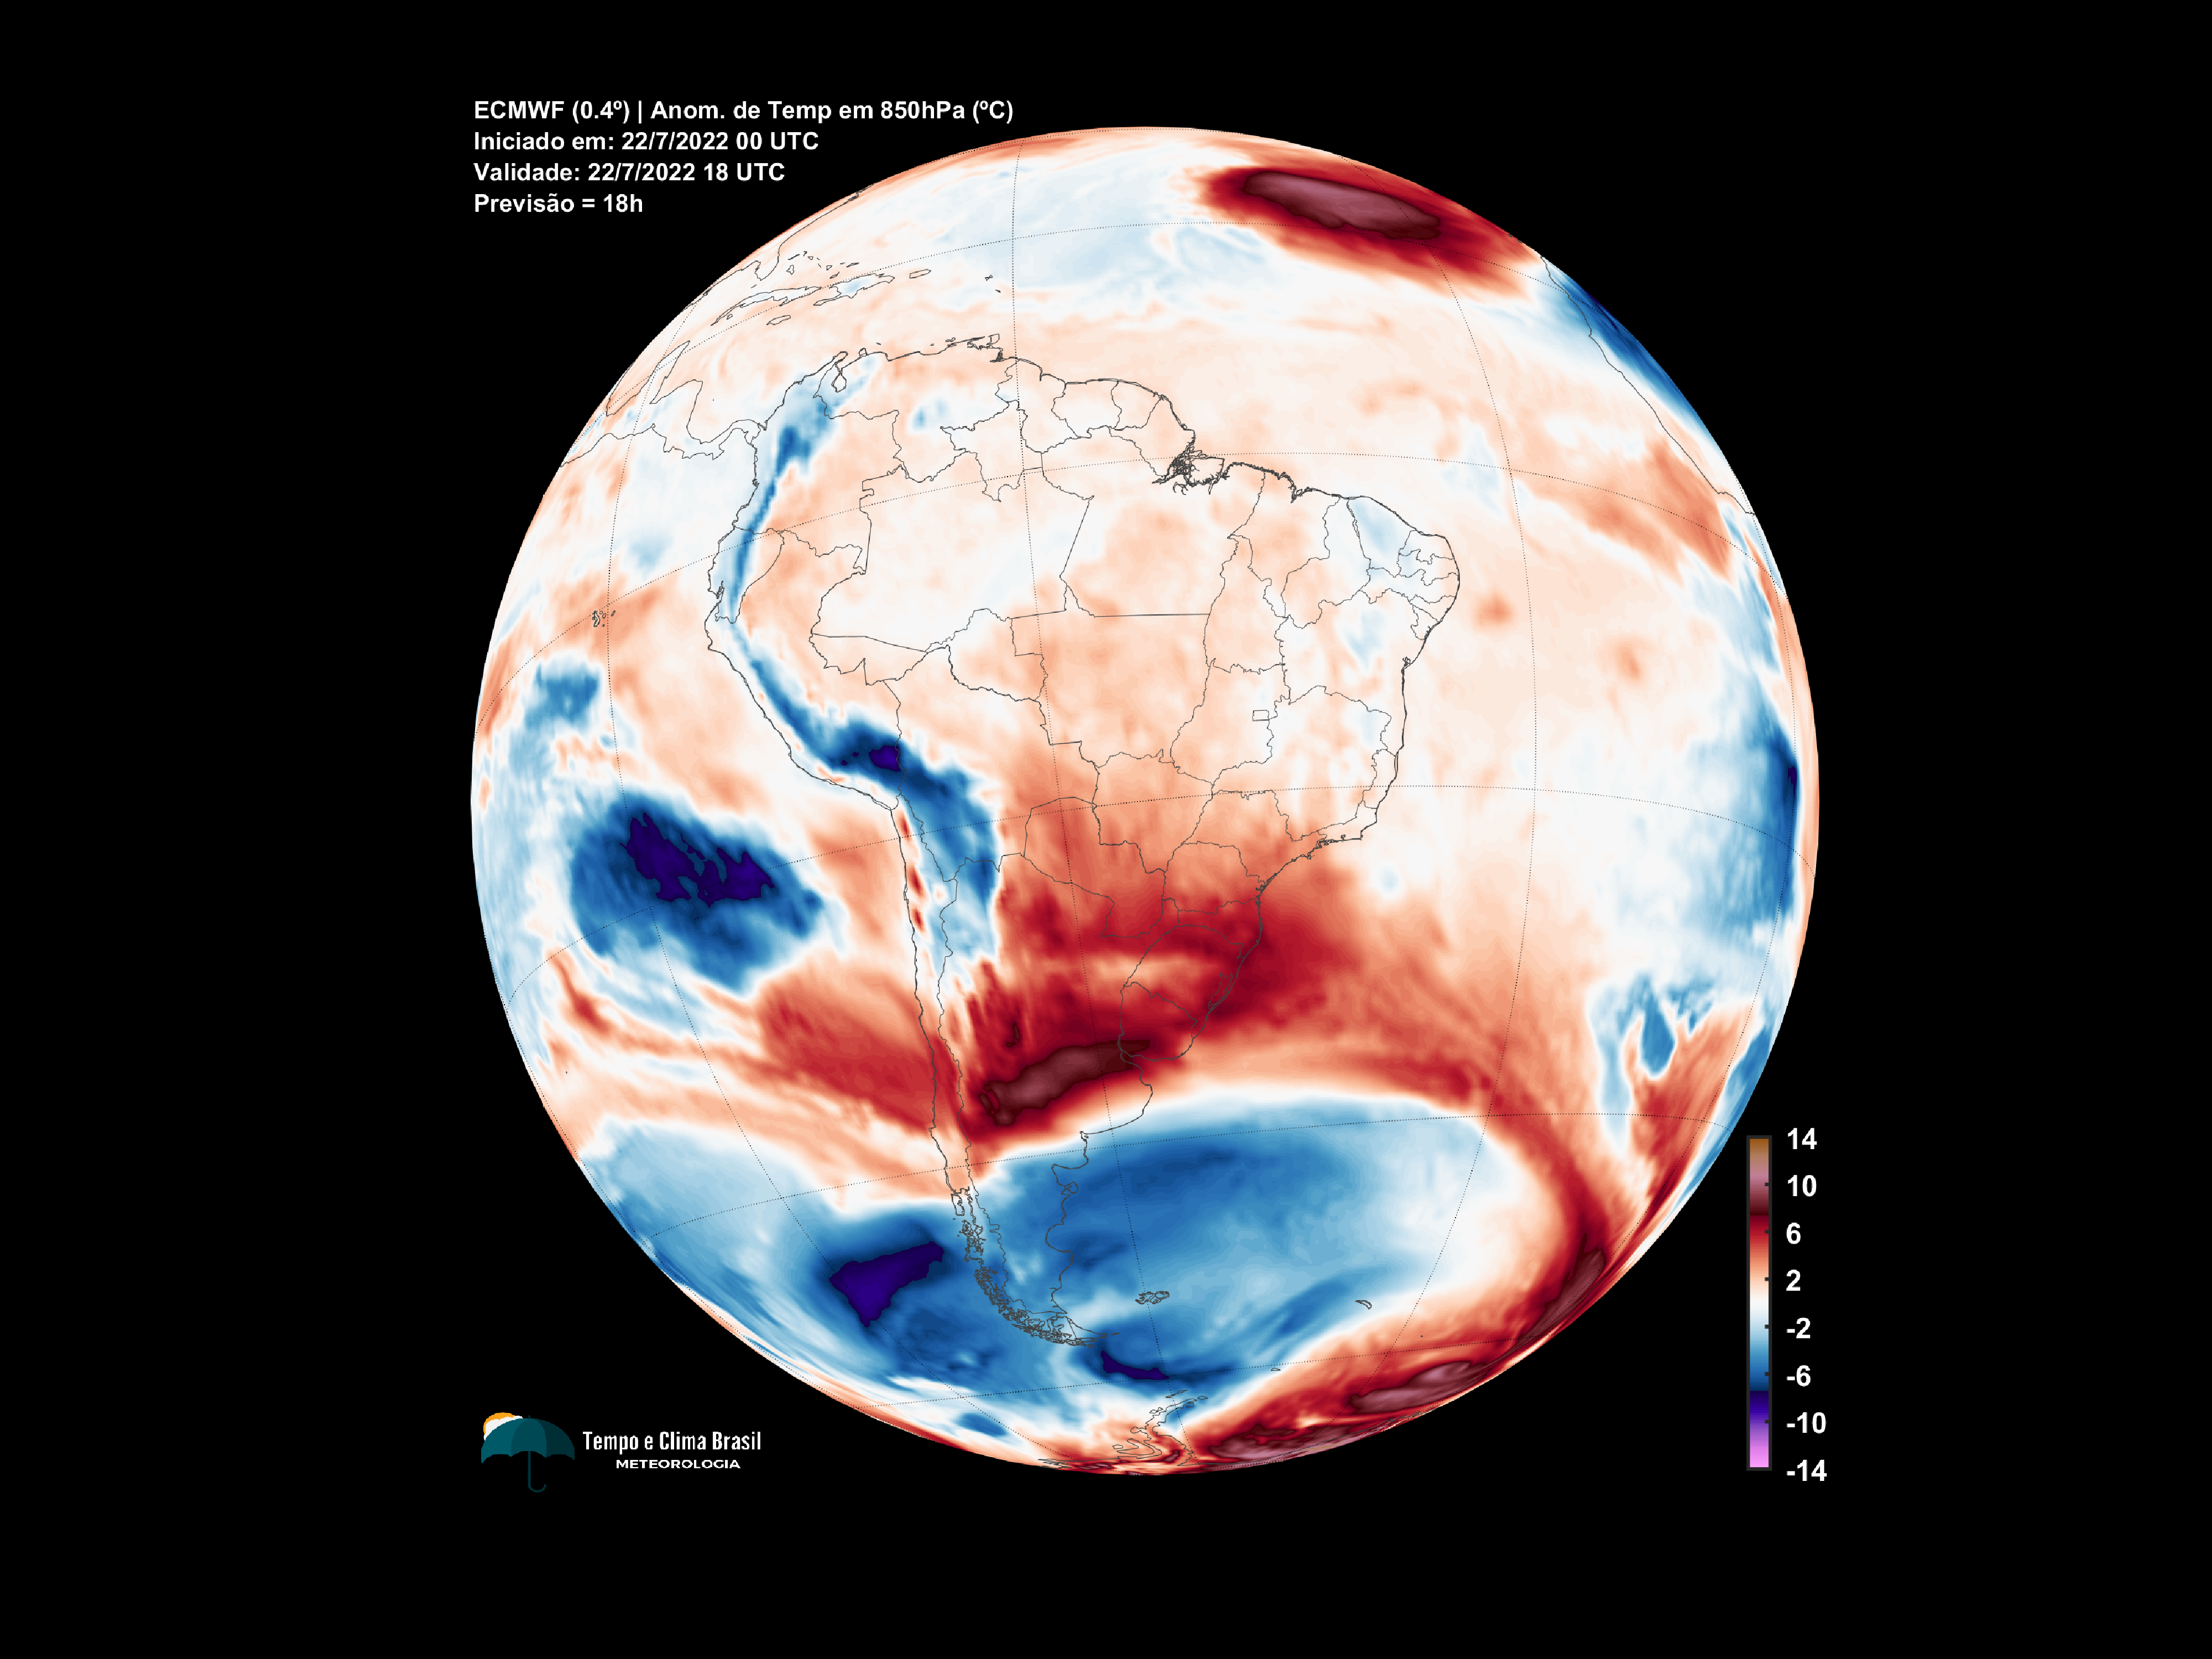 ECMWF (0.4º) | Anom. de Temp em 850hPa (ºC)
Iniciado em: 22/7/2022 00 UTC
Validade: 22/7/2022 18 UTC
Previsão = 18h
14
10
6
2
-2
-6
-10
-14
Tempo e Clima Brasil
METEOROLOGIA